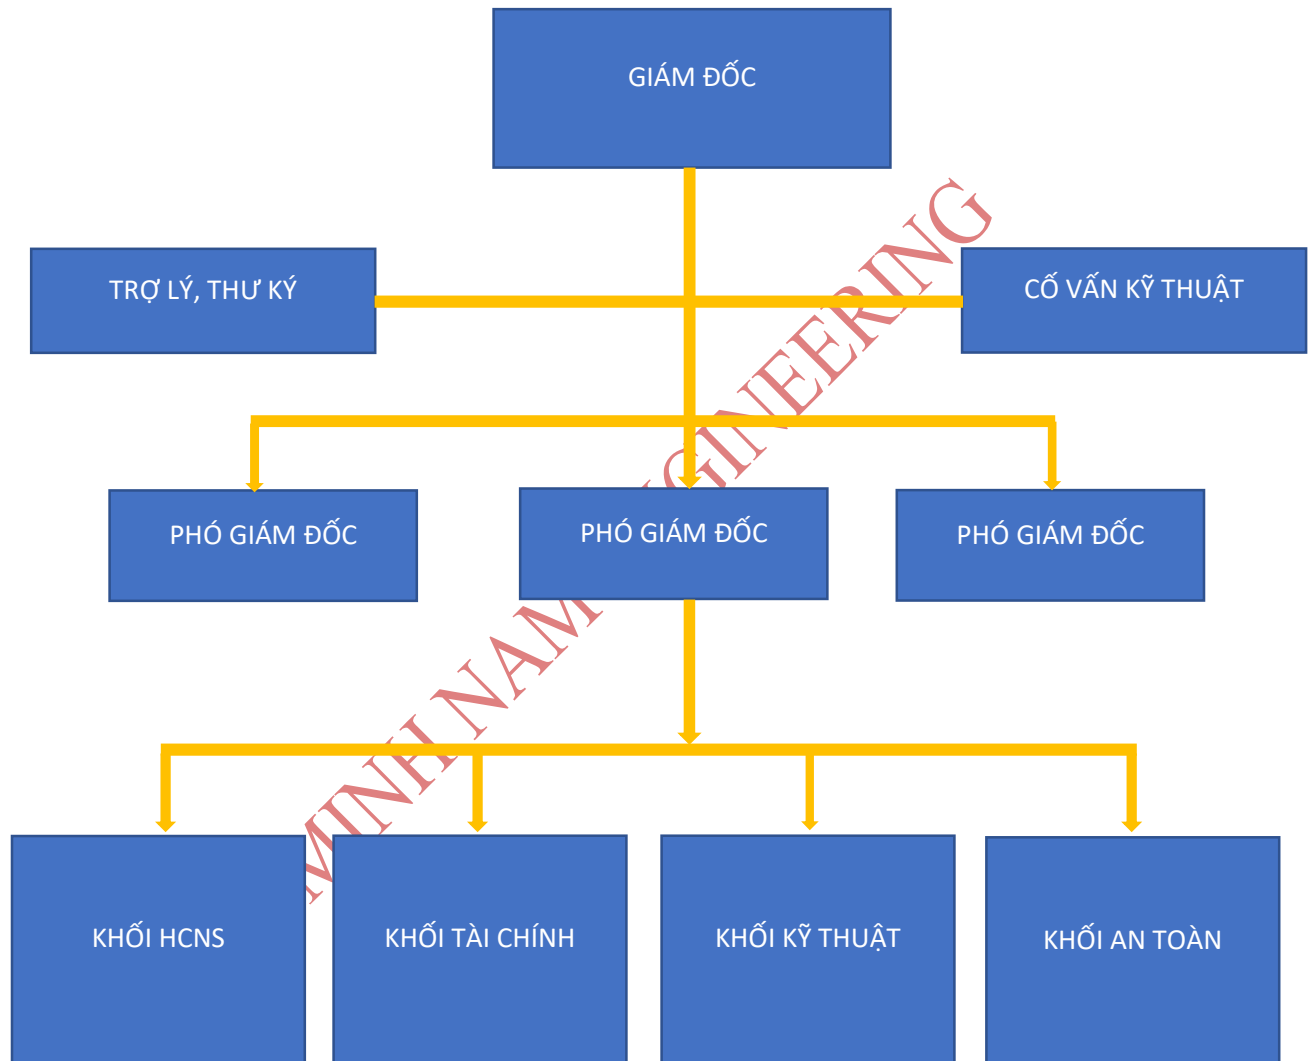 GIÁM ĐỐC
TRỢ LÝ, THƯ KÝ
CỐ VẤN KỸ THUẬT
PHÓ GIÁM ĐỐC
PHÓ GIÁM ĐỐC
PHÓ GIÁM ĐỐC
KHỐI HCNS
KHỐI TÀI CHÍNH
KHỐI KỸ THUẬT
KHỐI AN TOÀN
MINH NAM GINEERING